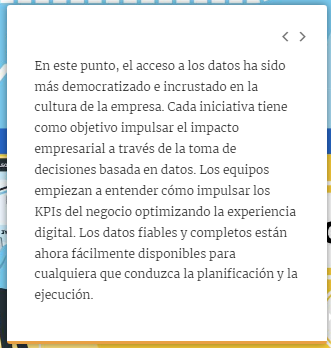 En este punto, el acceso a los datos ha sido
más democratizado e incrustado en la
cultura de la empresa. Cada iniciativa tiene
como objetivo impulsar el impacto
empresarial a través de la toma de
decisiones basada en datos. Los equipos
empiezan a entender cómo impulsar los
KPIs del negocio optimizando la experiencia
digital. Los datos fiables y completos están
ahora fácilmente disponibles para
cualquiera que conduzca la planificación y la
ejecución.